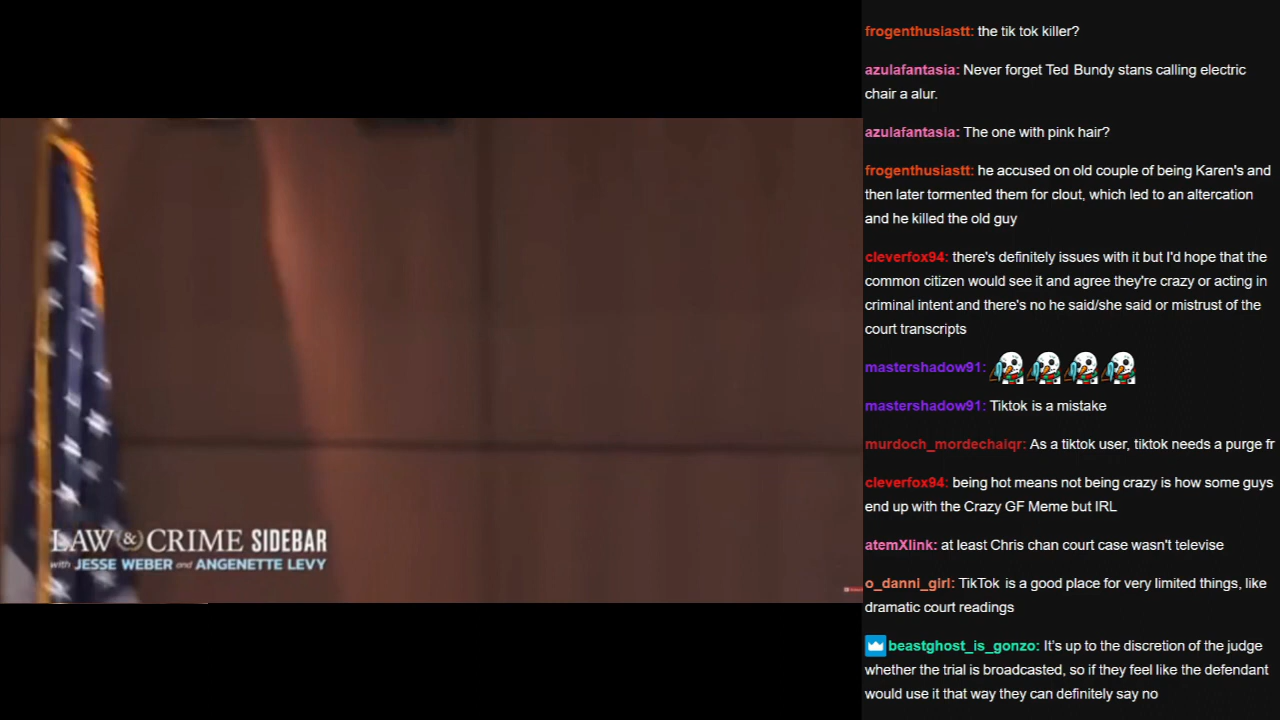 frogenthusiastt: the tik tok killer?
azulafantasia: Never forget Ted Bundy stans calling electric
chair a alur.
azulafantasia: The one with pink hair?
frogenthusiastt: he accused on old couple of being Karen's and
then later tormented them for clout, which led to an altercation
and he killed the old guy
cleverfox94: there's definitely issues with it but I'd hope that the
common citizen would see it and agree they're crazy or acting in
criminal intent and there's no he said/she said or mistrust of the
court transcripts
mastershadow91:
mastershadow91: Tiktok is a mistake
murdoch_mordechaiqr: As a tiktok user, tiktok needs a purge fr
cleverfox94: being hot means not being crazy is how some guys
end up with the Crazy GF Meme but IRL
atemXlink: at least Chris chan court case wasn't televise
o_danni_girl: TikTok is a good place for very limited things, like
dramatic court readings
beastghost_is_gonzo: It's up to the discretion of the judge
whether the trial is broadcasted, so if they feel like the defendant
would use it that way they can definitely say no
LAW & CRIME SIDEBAR
with JESSE WEBER and ANGENETTE LEVY